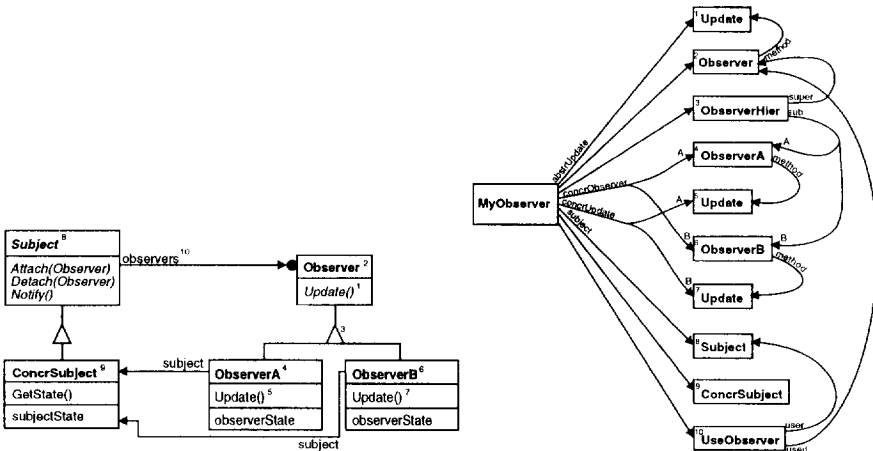 Subject 8
Attach(Observer)
Detach(Observer)
Notify()
observers 10
Observer 2
Update() 1
3
ConcrSubject 9
GetState()
subjectState
subject
ObserverA 4
Update() 5
observerState
ObserverB 6
Update() 7
observerState
subject
MyObserver
abstrUpdate
concrObserver
concrUpdate
subject
1 Update
method
2 Observer
3 ObserverHier
super
sub
A
A
4 ObserverA
method
A
5 Update
B
B
6 ObserverB
method
B
7 Update
8 Subject
9 ConcrSubject
10 UseObserver
user
used